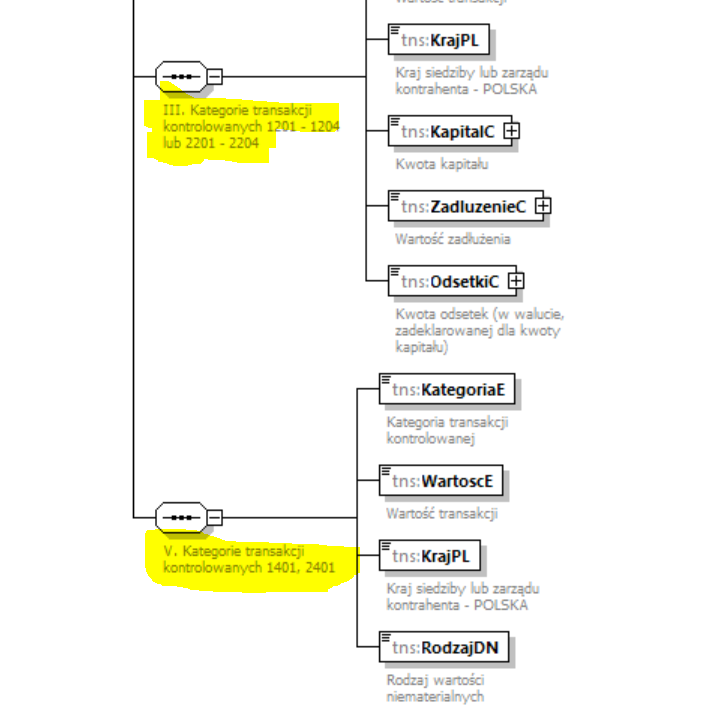 Wartość transakcji
tns:KrajPL
Kraj siedziby lub zarządu
kontrahenta - POLSKA
III. Kategorie transakcji
kontrolowanych 1201 - 1204
lub 2201 - 2204
tns:KapitalC
Kwota kapitału
tns:ZadluzenieC
Wartość zadłużenia
tns:OdsetkiC
Kwota odsetek (w walucie,
zadeklarowanej dla kwoty
kapitału)
tns:KategoriaE
Kategoria transakcji
kontrolowanej
tns:WartoscE
Wartość transakcji
V. Kategorie transakcji
kontrolowanych 1401, 2401
tns:KrajPL
Kraj siedziby lub zarządu
kontrahenta - POLSKA
tns:RodzajDN
Rodzaj wartości
niematerialnych